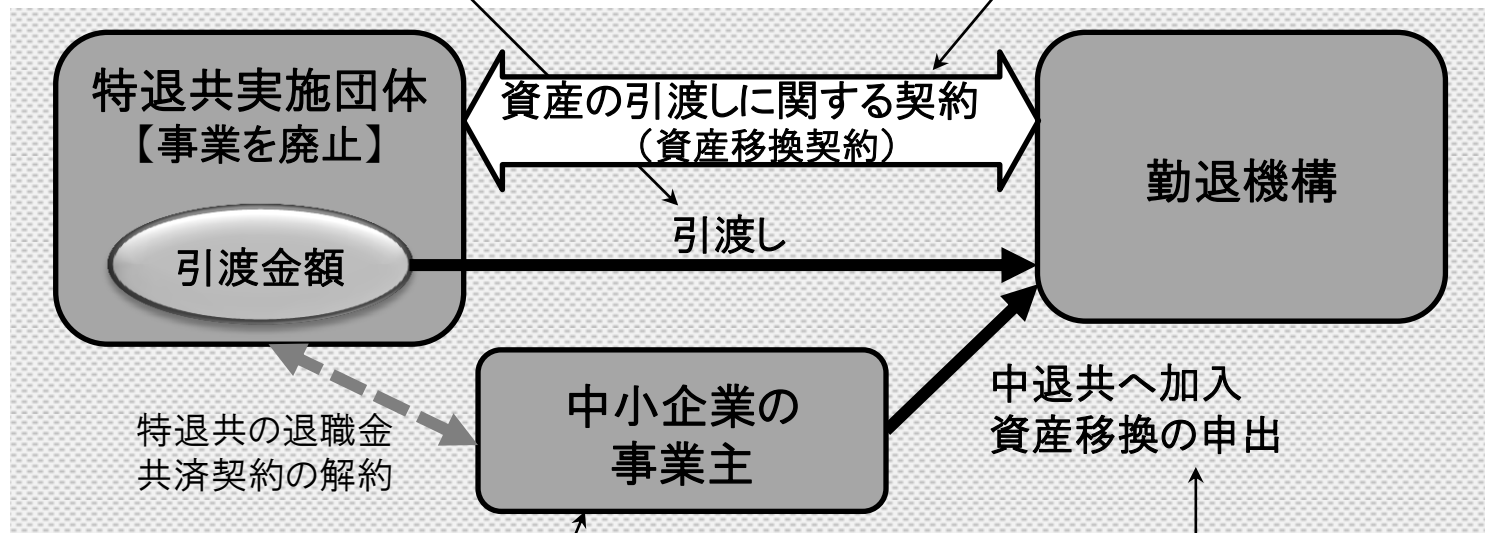 特退共実施団体
【事業を廃止】
引渡金額
資産の引渡しに関する契約
（資産移換契約）
引渡し
勤退機構
特退共の退職金
共済契約の解約
中小企業の
事業主
中退共へ加入
資産移換の申出